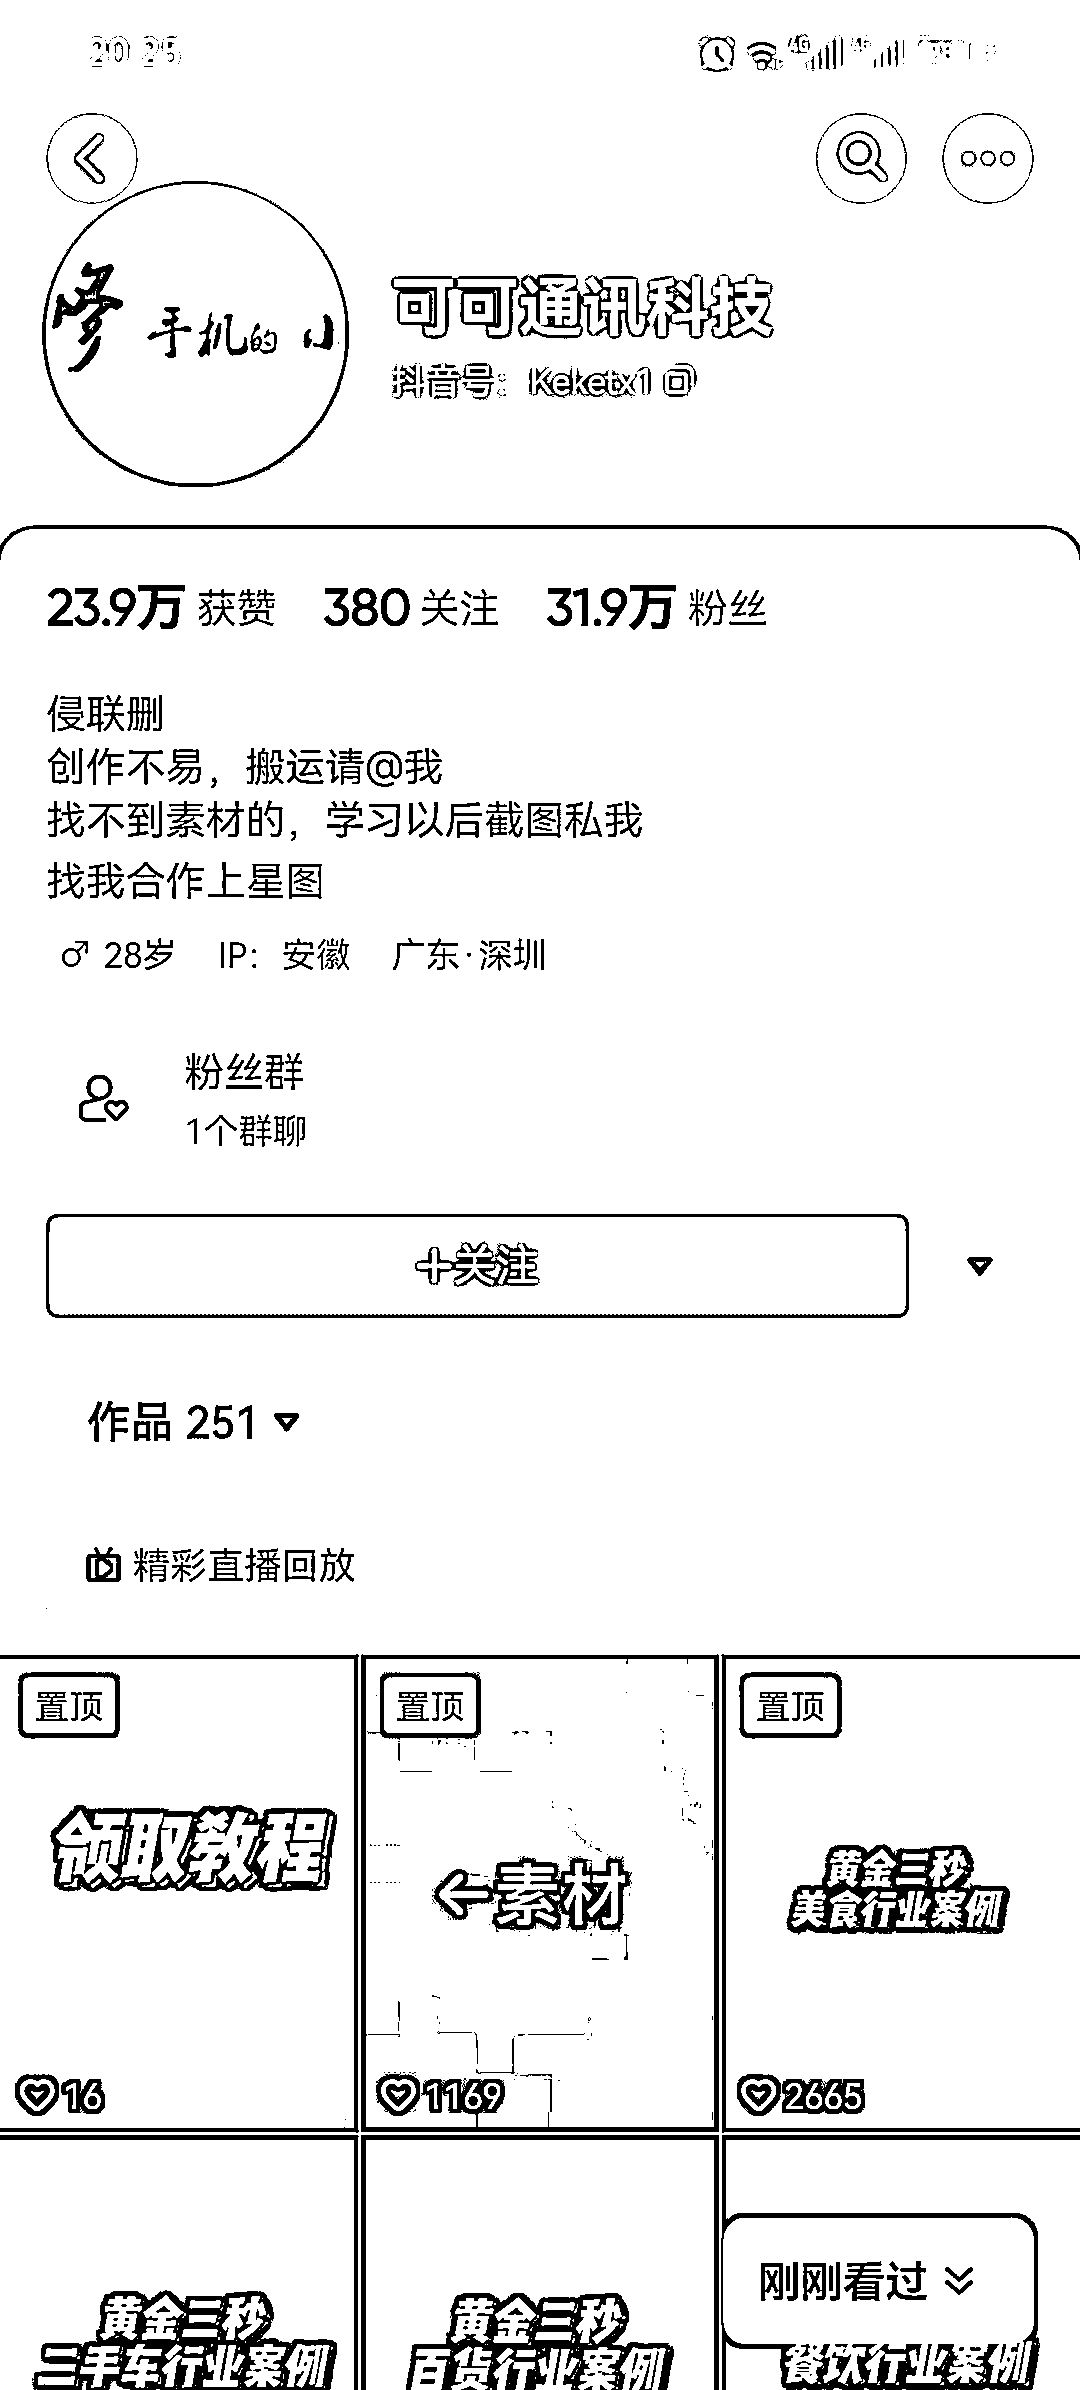 20:25
可可通讯科技
抖音号：Keketx1
手机的 小
23.9万 获赞 380 关注 31.9万 粉丝
侵联删
创作不易，搬运请@我
找不到素材的，学习以后截图私我
找我合作上星图
♂ 28岁 IP：安徽 广东·深圳
粉丝群
1个群聊
+关注
作品 251
精彩直播回放
置顶 置顶 置顶
领取教程
←素材
黄金三秒
美食行业案例
16 1169 2665
刚刚看过
黄金三秒
二手车行业案例
黄金三秒
百货行业案例
餐饮行业案例